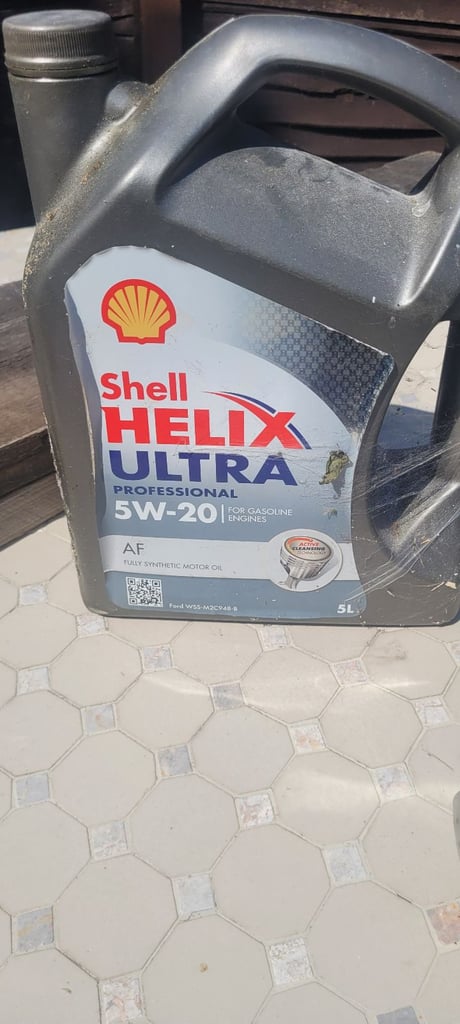 Shell
HELIX
ULTRA
PROFESSIONAL
5W-20 FOR GASOLINE
ENGINES
AF
FULLY SYNTHETIC MOTOR OIL
ACTIVE
CLEANSING
TECHNOLOGY
Ford WSS-M2C948-B
5L